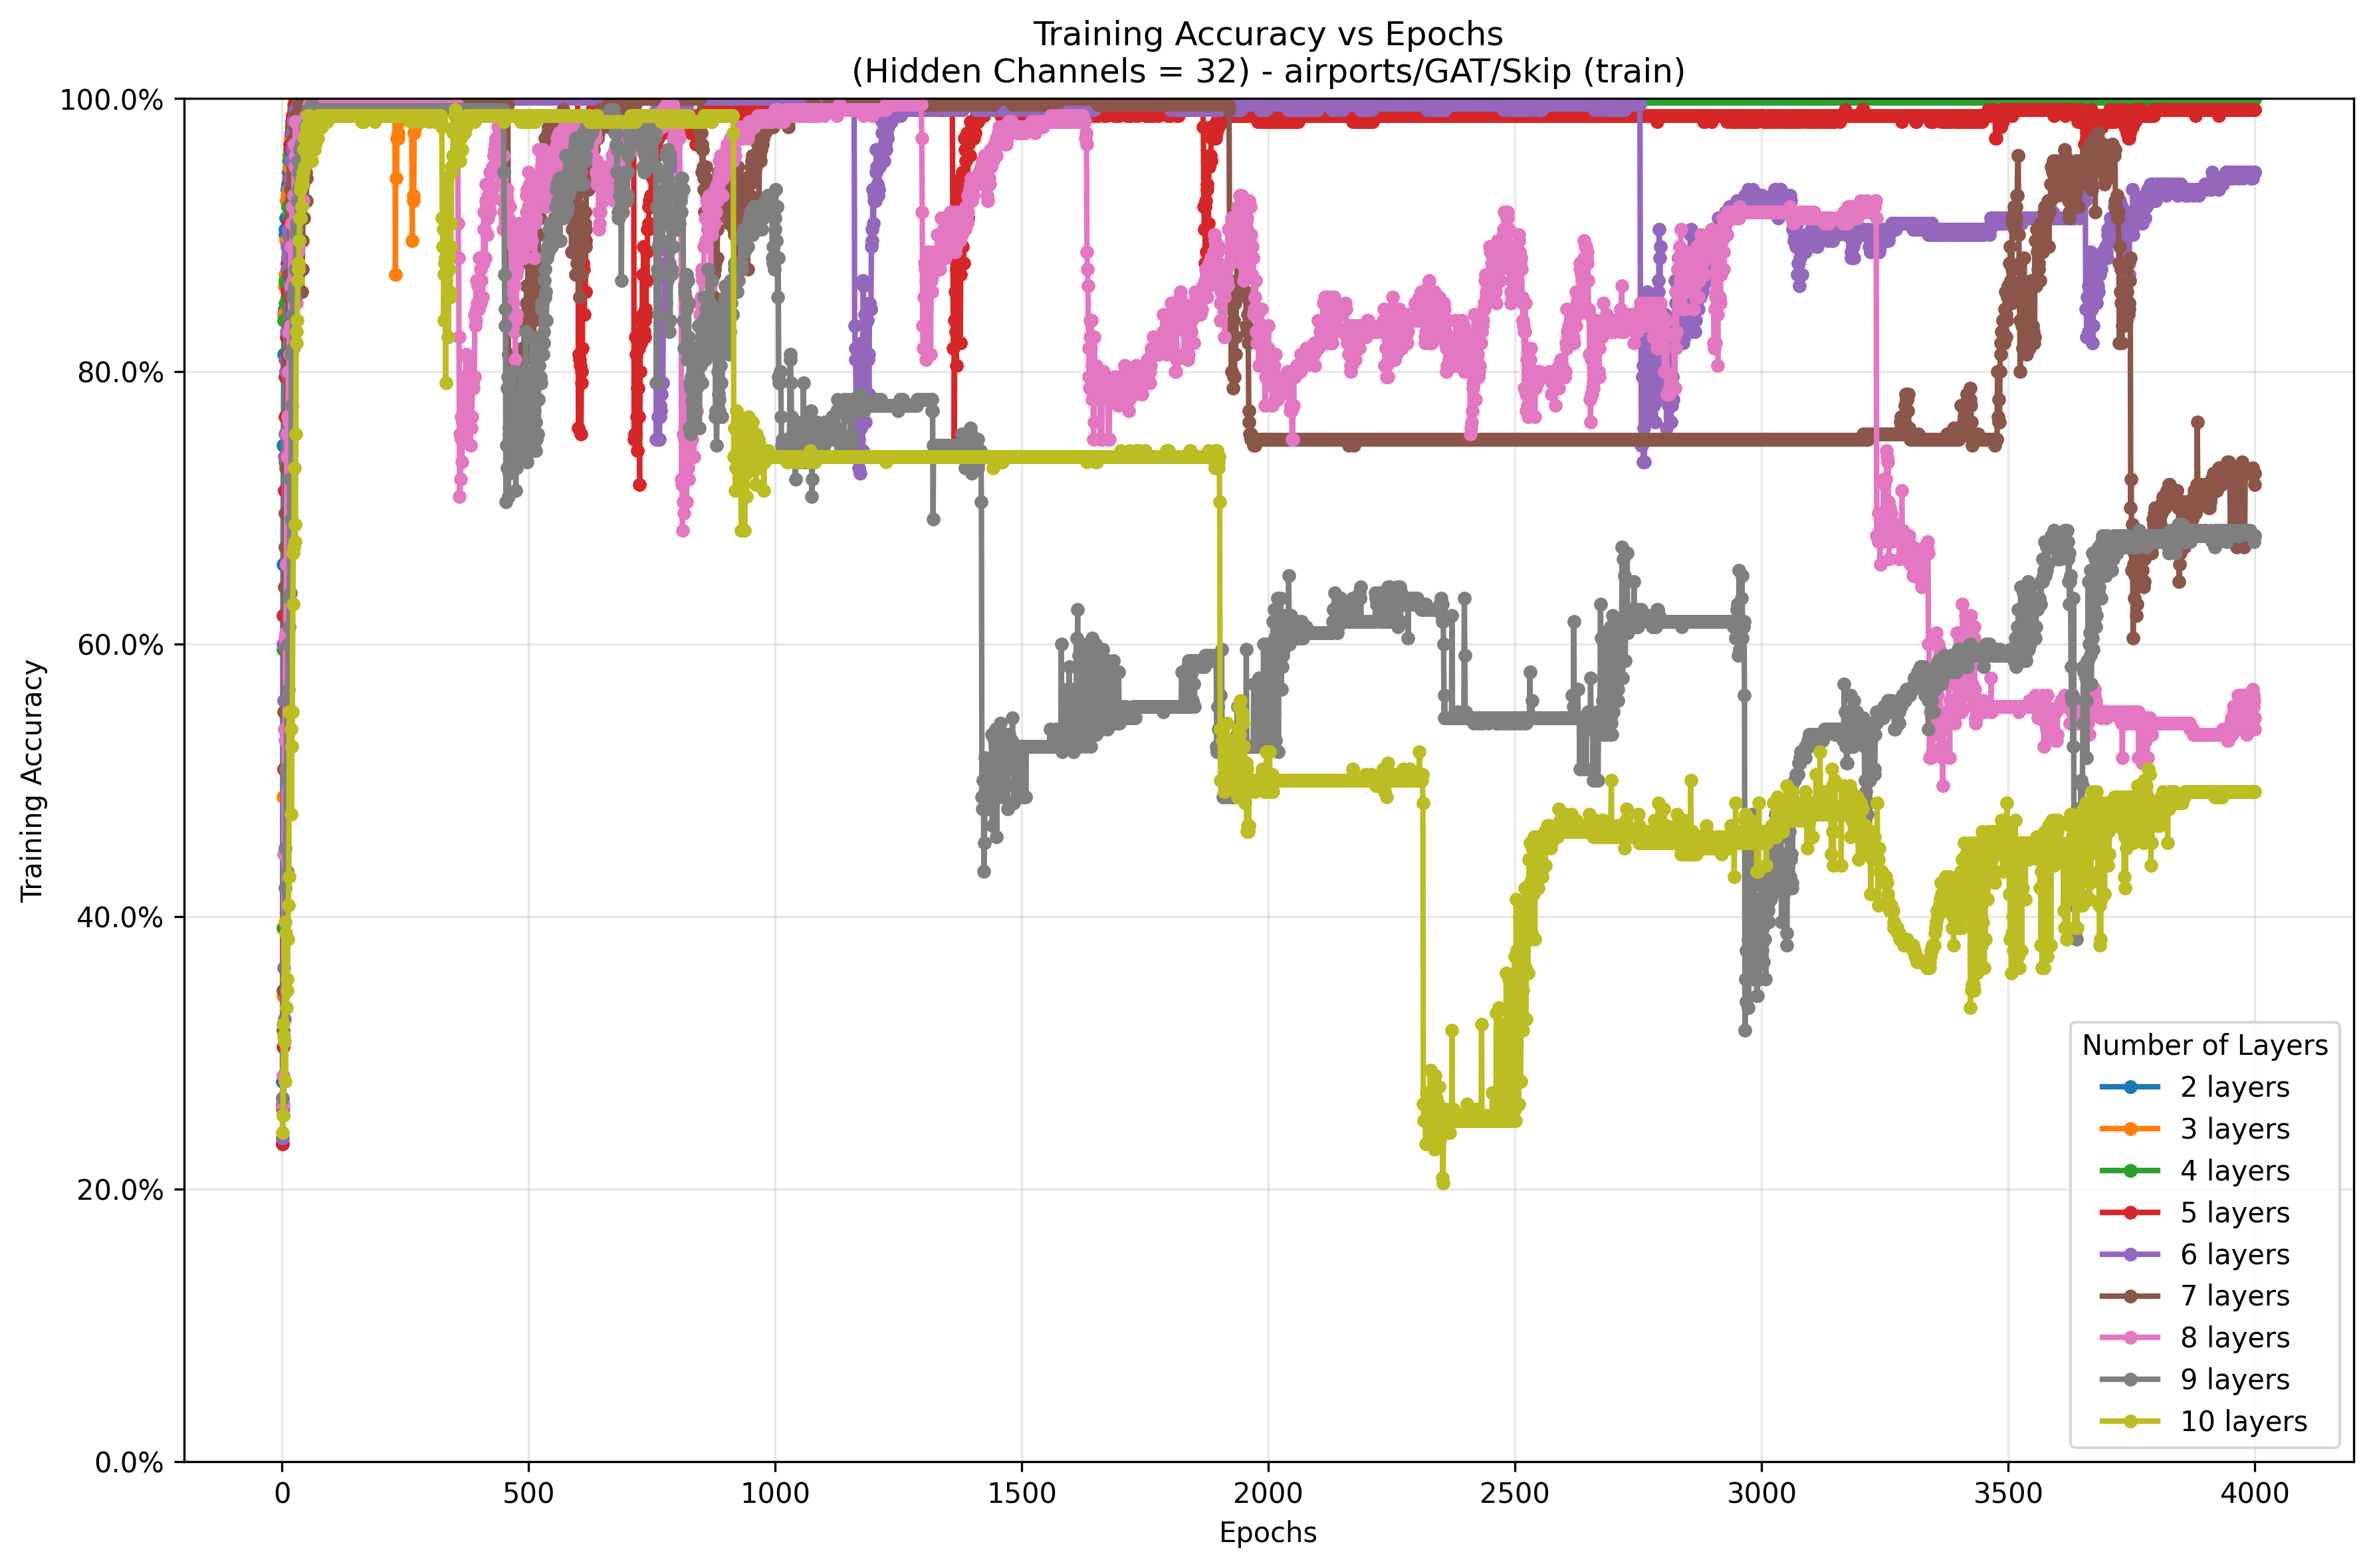 Training Accuracy vs Epochs
(Hidden Channels = 32) - airports/GAT/Skip (train)
Training Accuracy
100.0%
80.0%
60.0%
40.0%
20.0%
0.0%
0 500 1000 1500 2000 2500 3000 3500 4000
Epochs
Number of Layers
2 layers
3 layers
4 layers
5 layers
6 layers
7 layers
8 layers
9 layers
10 layers